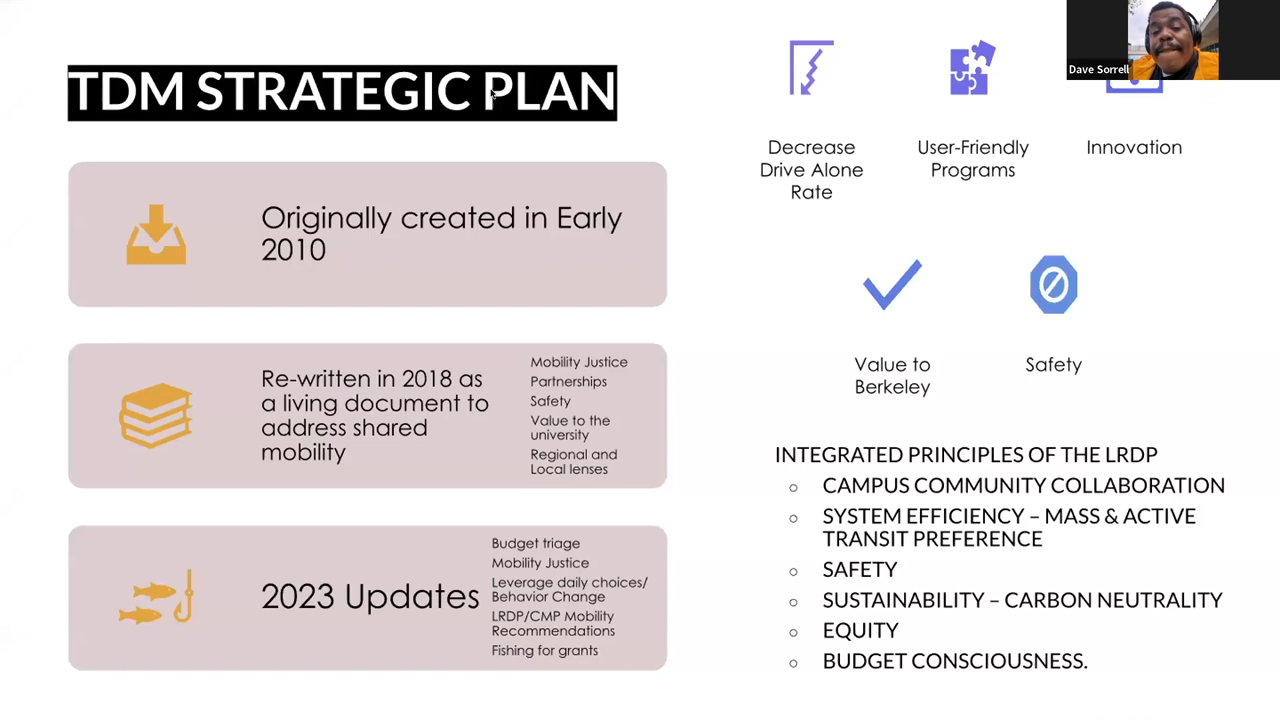 TDM STRATEGIC PLAN
Originally created in Early
2010
Re-written in 2018 as
a living document to
address shared
mobility
Mobility Justice
Partnerships
Safety
Value to the
university
Regional and
Local lenses
2023 Updates
Budget triage
Mobility Justice
Leverage daily choices/
Behavior Change
LRDP/CMP Mobility
Recommendations
Fishing for grants
Decrease
Drive Alone
Rate
User-Friendly
Programs
Innovation
Value to
Berkeley
Safety
INTEGRATED PRINCIPLES OF THE LRDP
CAMPUS COMMUNITY COLLABORATION
SYSTEM EFFICIENCY – MASS & ACTIVE
TRANSIT PREFERENCE
SAFETY
SUSTAINABILITY – CARBON NEUTRALITY
EQUITY
BUDGET CONSCIOUSNESS.
Dave Sorrell